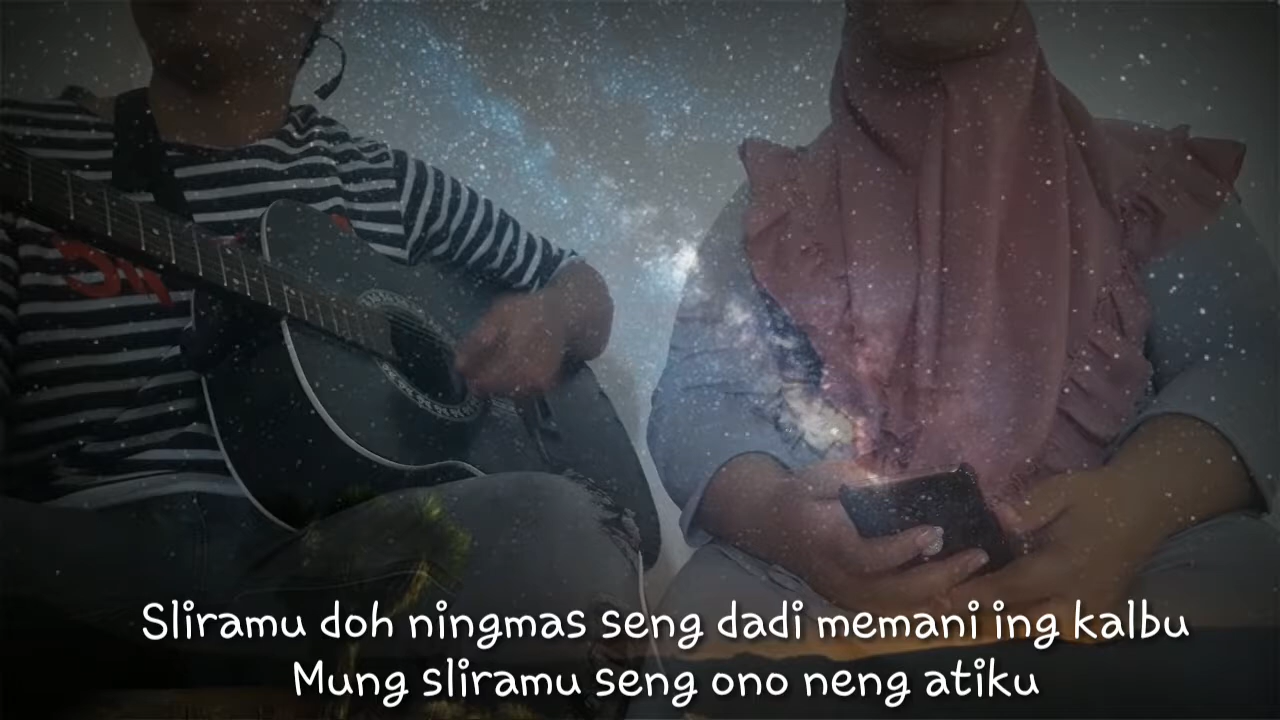 Sliramu doh ningmas seng dadi memani ing kalbu
Mung sliramu seng ono neng atiku